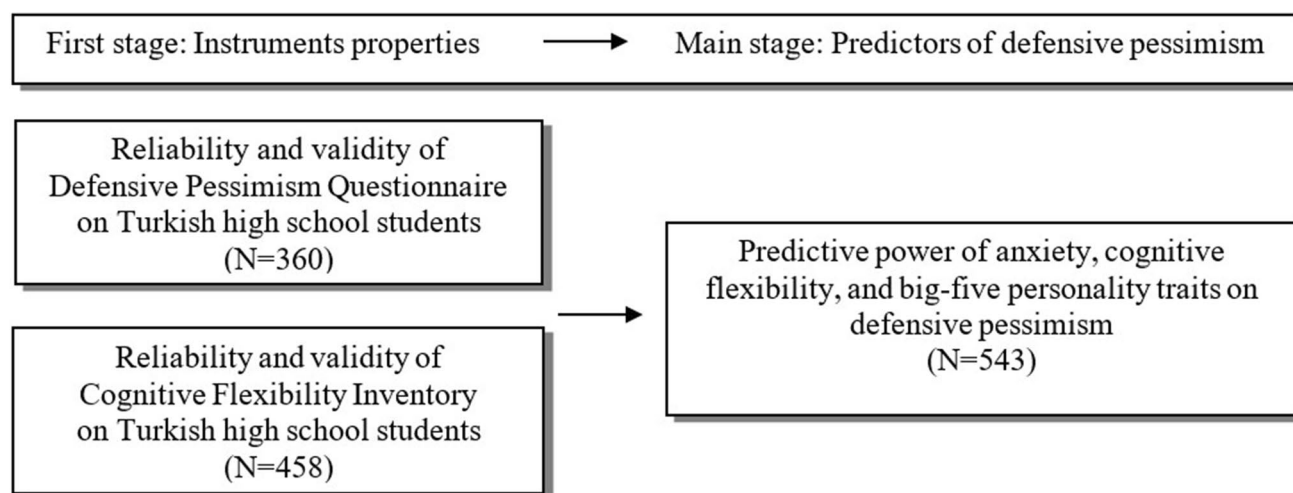 First stage: Instruments properties
Main stage: Predictors of defensive pessimism
Reliability and validity of
Defensive Pessimism Questionnaire
on Turkish high school students
(N=360)
Reliability and validity of
Cognitive Flexibility Inventory
on Turkish high school students
(N=458)
Predictive power of anxiety, cognitive
flexibility, and big-five personality traits on
defensive pessimism
(N=543)